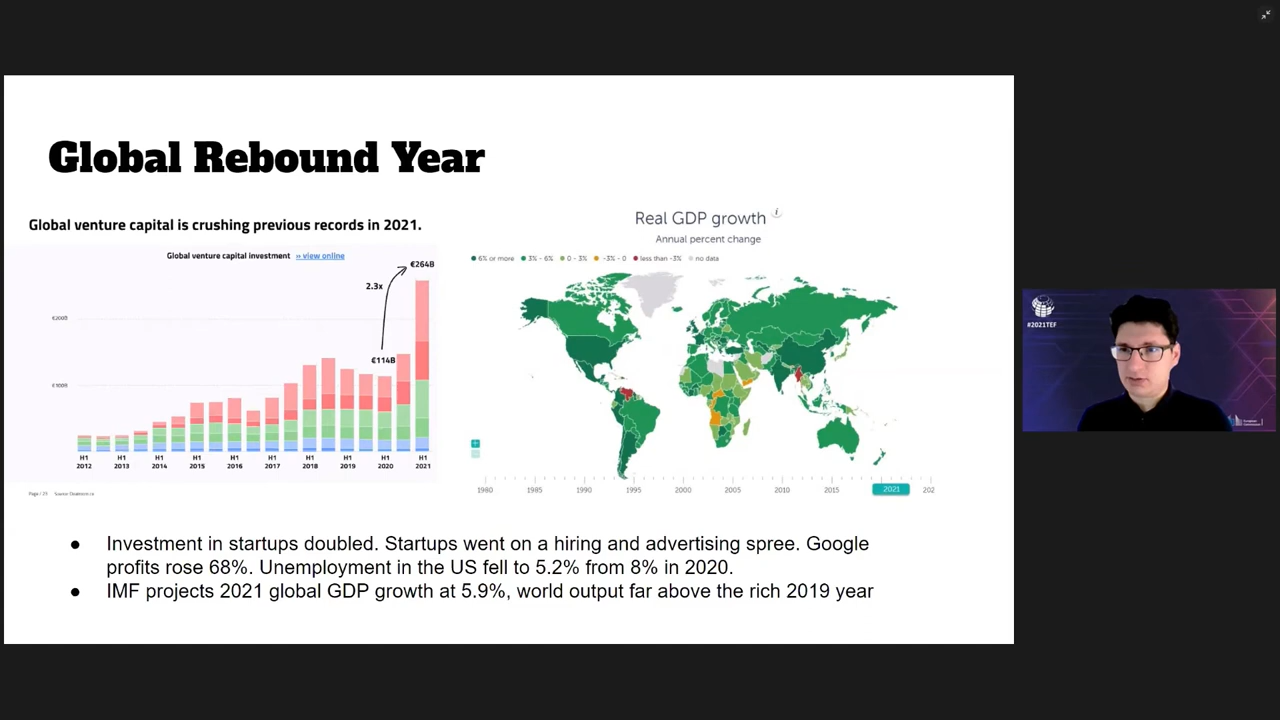 Global Rebound Year
Global venture capital is crushing previous records in 2021.
Global venture capital investment » view online
€264B
2.3x
€200B
€114B
€100B
H1 H1 H1 H1 H1 H1 H1 H1 H1 H1
2012 2013 2014 2015 2016 2017 2018 2019 2020 2021
Real GDP growth i
Annual percent change
6% or more 3% - 6% 0 - 3% -3% - 0 less than -3% no data
1980 1985 1990 1995 2000 2005 2010 2015 2021 202
● Investment in startups doubled. Startups went on a hiring and advertising spree. Google
profits rose 68%. Unemployment in the US fell to 5.2% from 8% in 2020.
● IMF projects 2021 global GDP growth at 5.9%, world output far above the rich 2019 year
#2021TEF
European
Commission